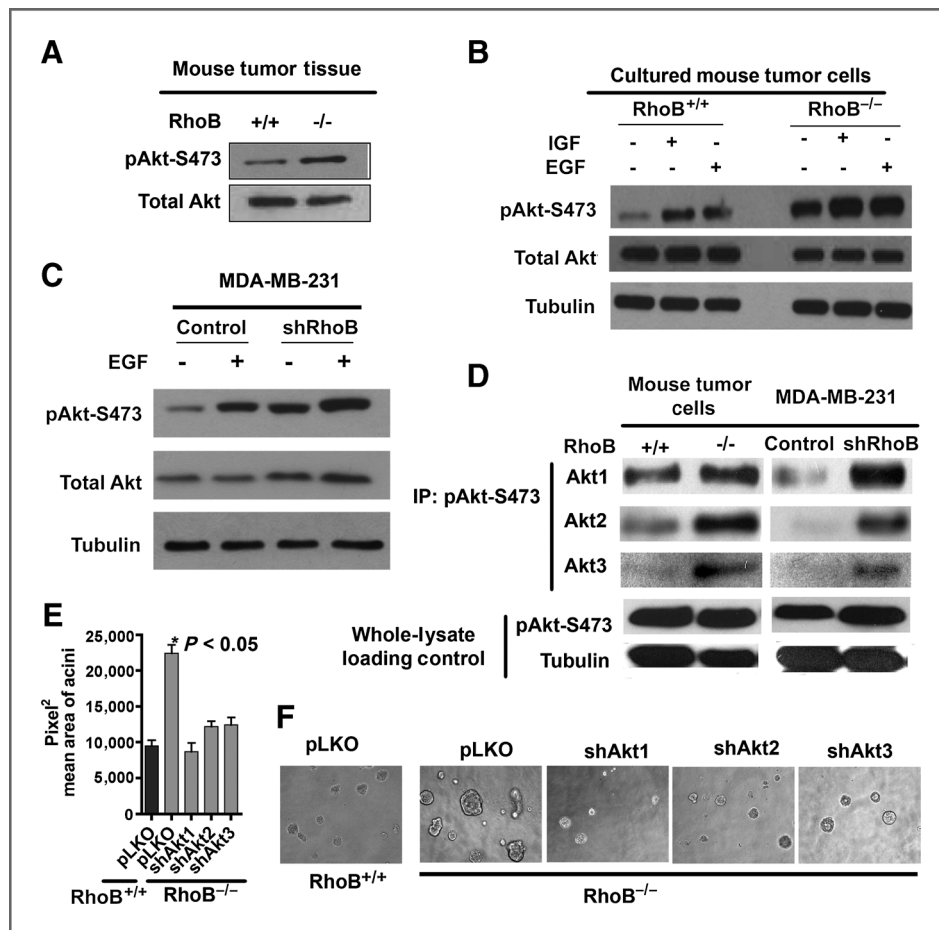 A
Mouse tumor tissue
RhoB +/+ -/-
pAkt-S473
Total Akt
B
Cultured mouse tumor cells
RhoB+/+ RhoB–/–
IGF - + - - + -
EGF - - + - - +
pAkt-S473
Total Akt
Tubulin
C
MDA-MB-231
Control shRhoB
EGF - + - +
pAkt-S473
Total Akt
Tubulin
D
Mouse tumor cells MDA-MB-231
RhoB +/+ -/- Control shRhoB
IP: pAkt-S473
Akt1
Akt2
Akt3
Whole-lysate
loading control
pAkt-S473
Tubulin
E
Pixel2
mean area of acini
25,000
20,000
15,000
10,000
5,000
0
* P < 0.05
pLKO
pLKO
shAkt1
shAkt2
shAkt3
RhoB+/+ RhoB–/–
F
pLKO pLKO shAkt1 shAkt2 shAkt3
RhoB+/+ RhoB–/–